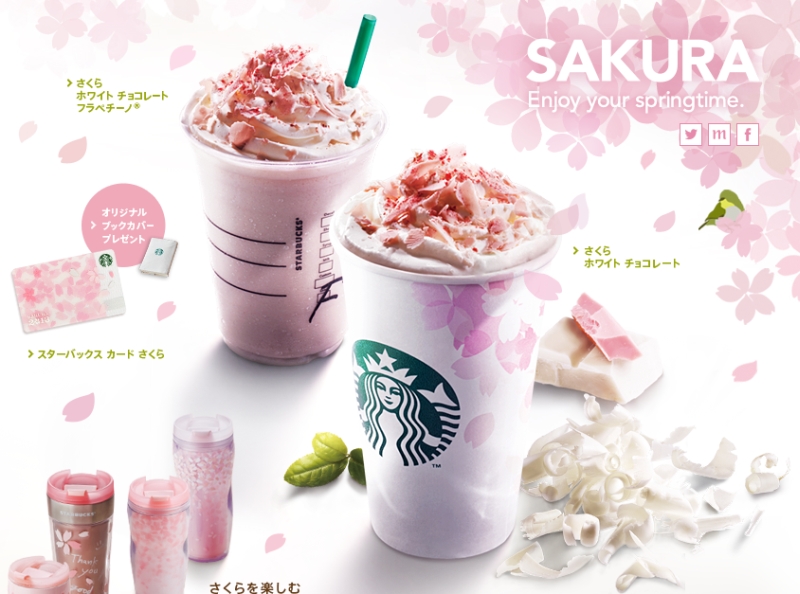 SAKURA
Enjoy your springtime.
さくら
ホワイト チョコレート
フラペチーノ®
オリジナル
ブックカバー
プレゼント
スターバックス カード さくら
STARBUCKS
さくら
ホワイト チョコレート
TM
Thank
you
さくらを楽しむ